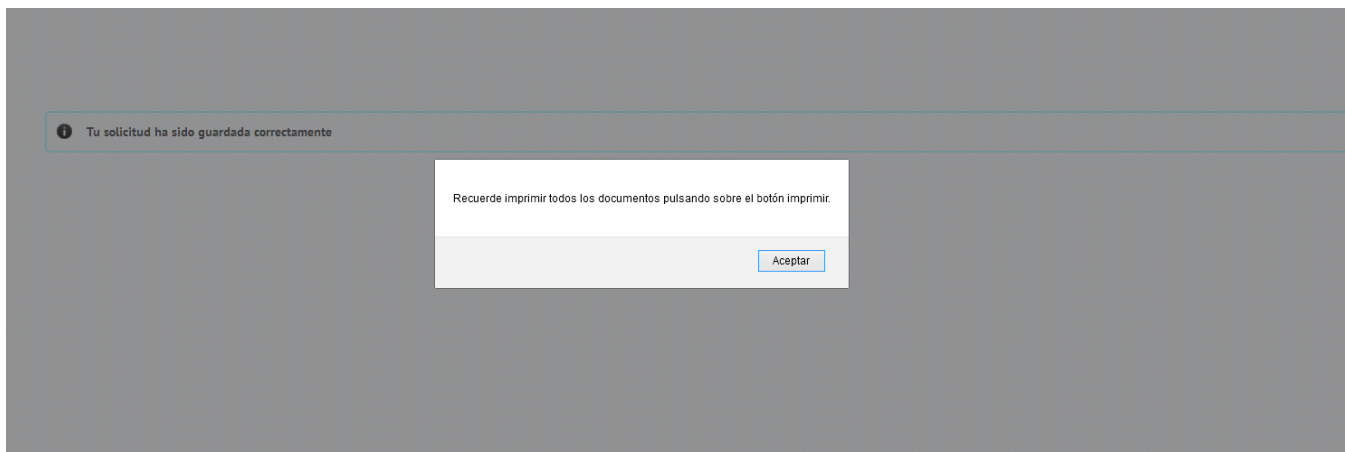 Tu solicitud ha sido guardada correctamente
Recuerde imprimir todos los documentos pulsando sobre el botón imprimir.
Aceptar